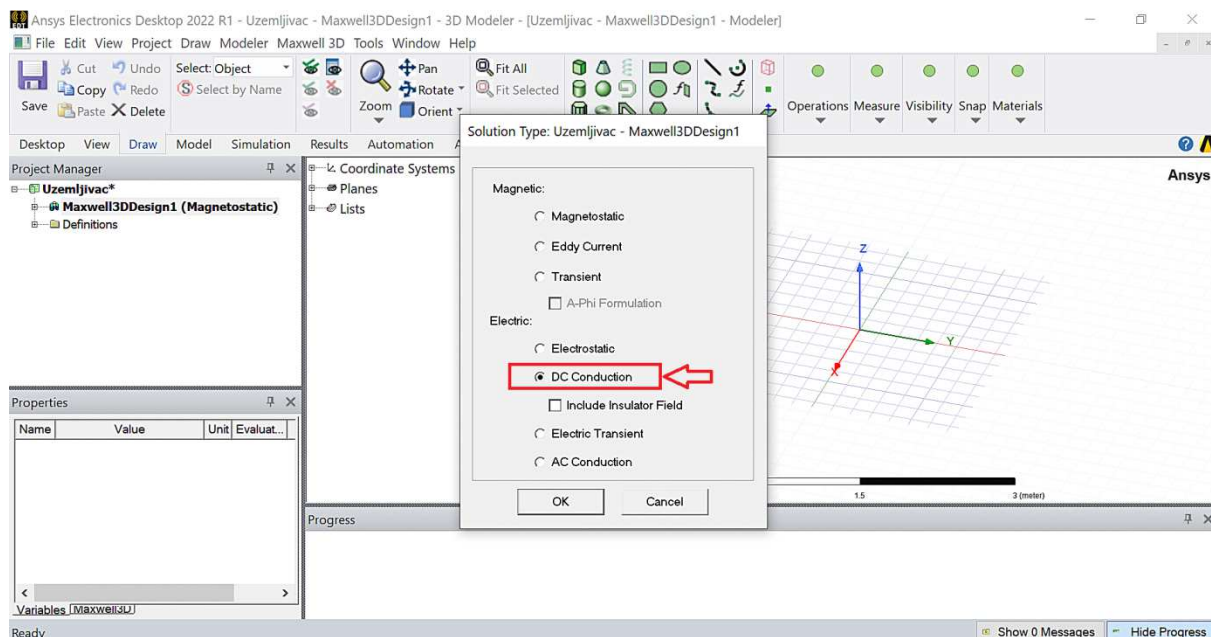 Ansys Electronics Desktop 2022 R1 - Uzemljivac - Maxwell3DDesign1 - 3D Modeler - [Uzemljivac - Maxwell3DDesign1 - Modeler]
File Edit View Project Draw Modeler Maxwell 3D Tools Window Help
Save
Cut Undo
Copy Redo
Paste Delete
Select: Object
Select by Name
Zoom
Pan
Rotate
Orient
Fit All
Fit Selected
Operations Measure Visibility Snap Materials
Desktop View Draw Model Simulation Results Automation
Project Manager
Uzemljivac*
Maxwell3DDesign1 (Magnetostatic)
Definitions
Coordinate Systems
Planes
Lists
Solution Type: Uzemljivac - Maxwell3DDesign1
Magnetic:
Magnetostatic
Eddy Current
Transient
A-Phi Formulation
Electric:
Electrostatic
DC Conduction
Include Insulator Field
Electric Transient
AC Conduction
OK Cancel
Ansys
Z
Y
X
1.5 3 (meter)
Properties
Name Value Unit Evaluat...
Variables Maxwell3D
Progress
Ready
Show 0 Messages Hide Progress